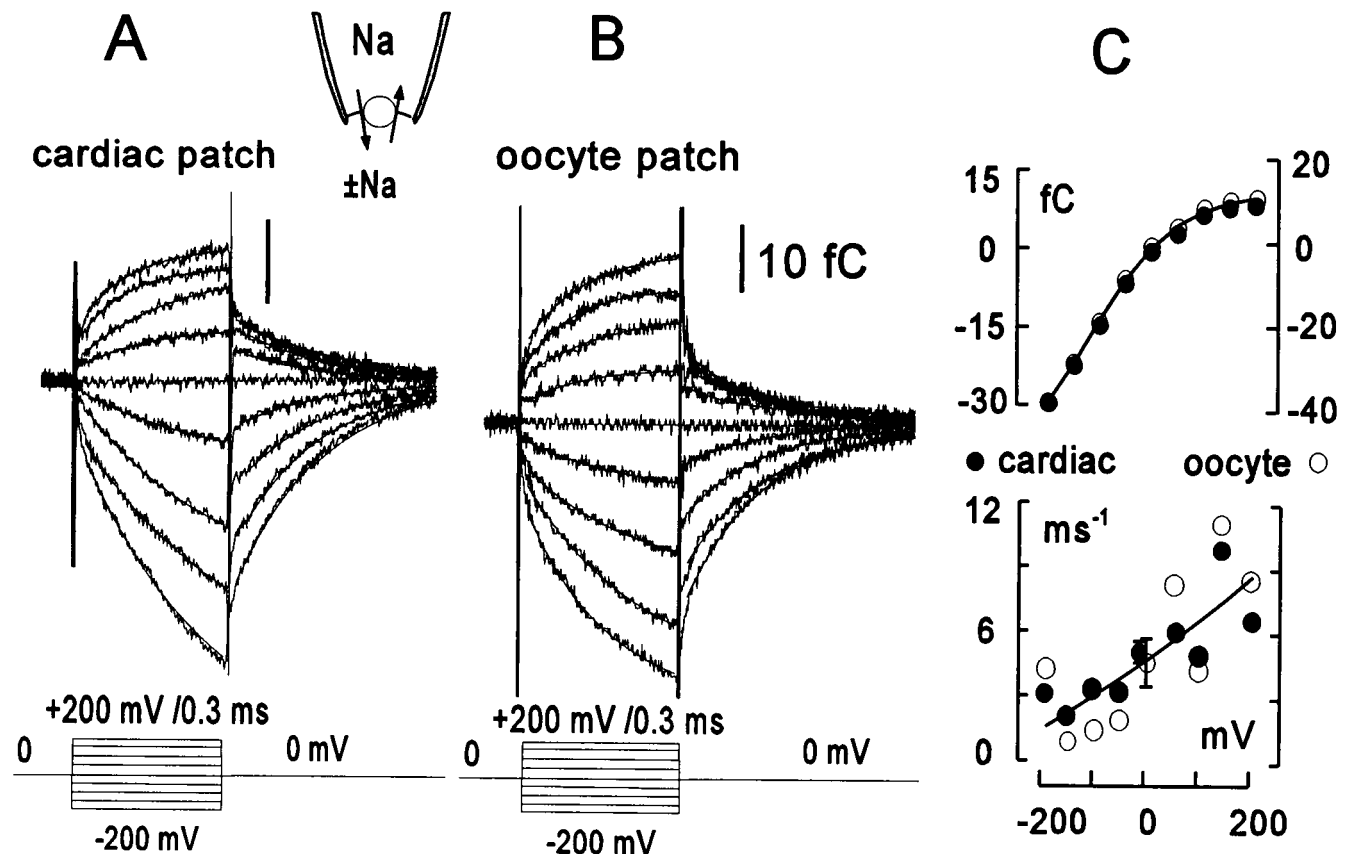 A
Na
±Na
cardiac patch
+200 mV /0.3 ms
0
0 mV
-200 mV
B
oocyte patch
10 fC
+200 mV /0.3 ms
0
0 mV
-200 mV
C
15
fC
0
-15
-30
20
0
-20
-40
cardiac
oocyte
12
ms-1
6
0
mV
-200 0 200